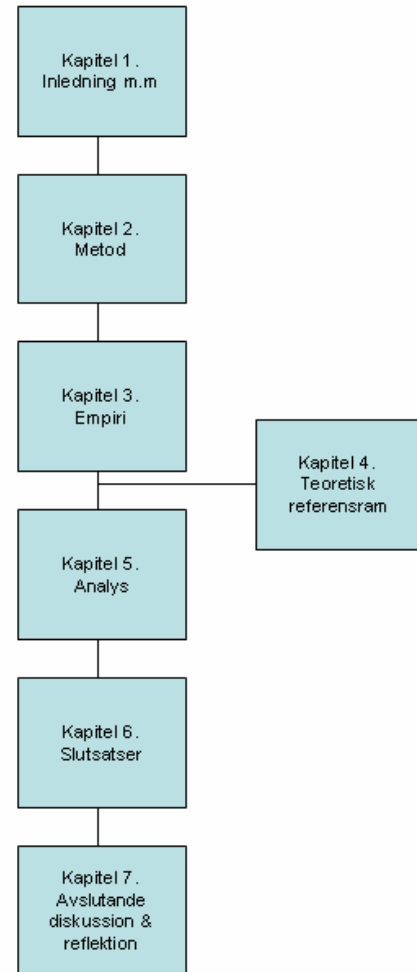 Kapitel 1.
Inledning m.m
Kapitel 2.
Metod
Kapitel 3.
Empiri
Kapitel 4.
Teoretisk
referensram
Kapitel 5.
Analys
Kapitel 6.
Slutsatser
Kapitel 7.
Avslutande
diskussion &
reflektion